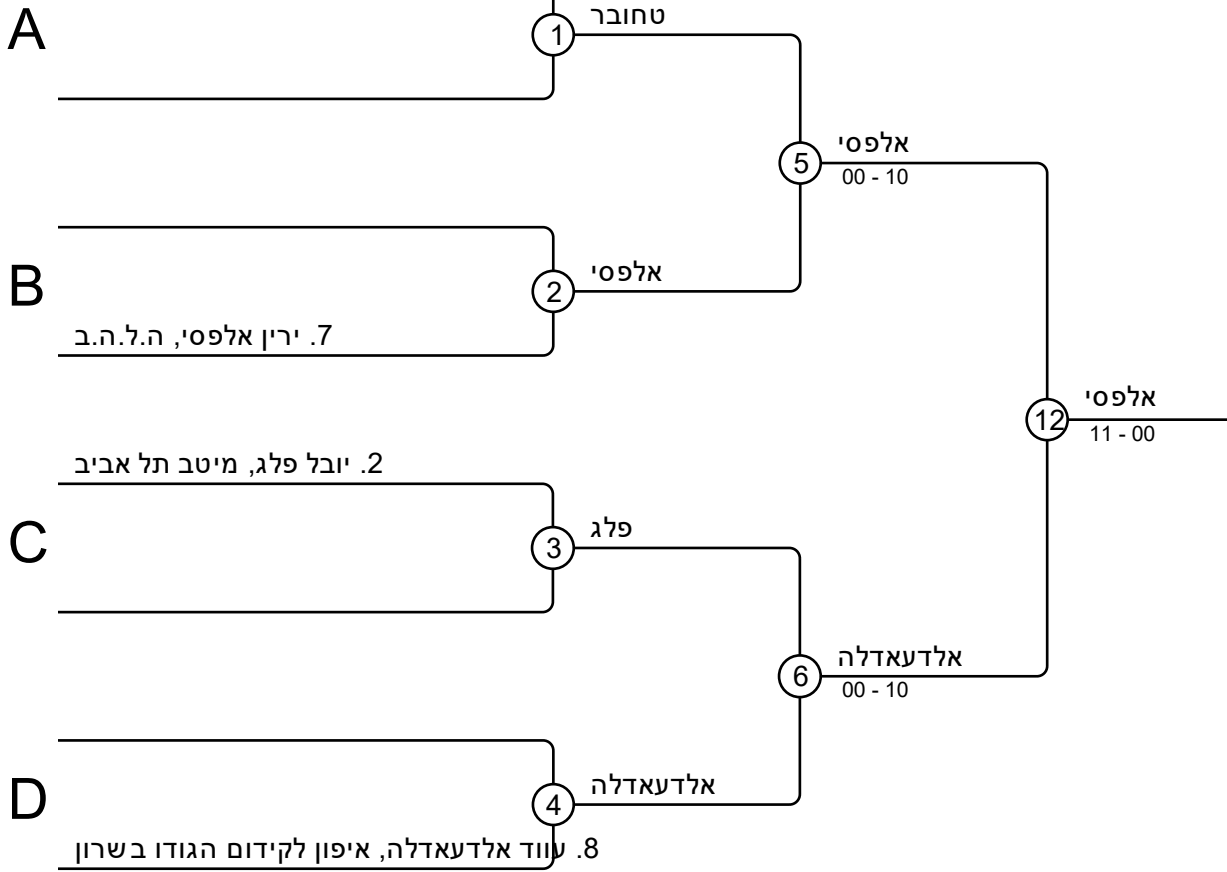 A
1
טחובר
5
אלפסי
00 - 10
B
2
אלפסי
7. ירין אלפסי, ה.ל.ה.ב
12
אלפסי
11 - 00
2. יובל פלג, מיטב תל אביב
C
3
פלג
6
אלדעאדלה
00 - 10
D
4
אלדעאדלה
8. עווד אלדעאדלה, איפון לקידום הגודו בשרון